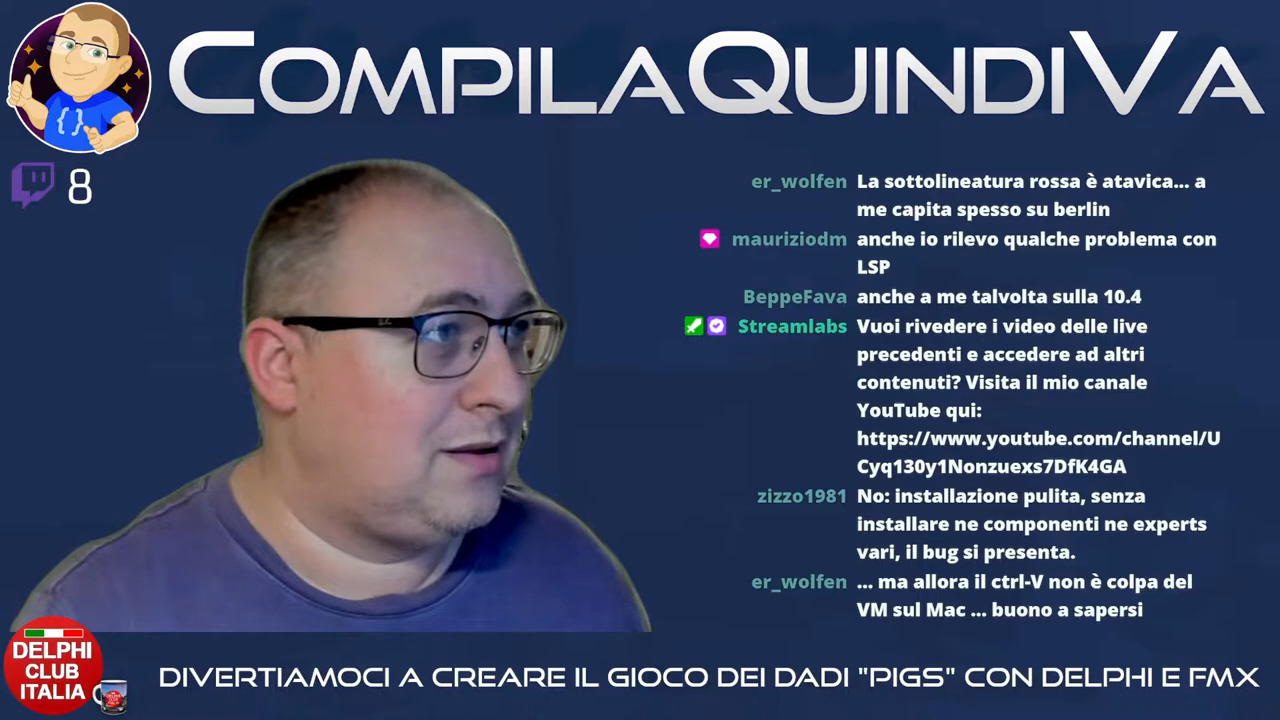 COMPILAQUINDIVA
8
er_wolfen La sottolineatura rossa è atavica... a
me capita spesso su berlin
mauriziodm anche io rilevo qualche problema con
LSP
BeppeFava anche a me talvolta sulla 10.4
Streamlabs Vuoi rivedere i video delle live
precedenti e accedere ad altri
contenuti? Visita il mio canale
YouTube qui:
https://www.youtube.com/channel/U
Cyq130y1Nonzuexs7DfK4GA
zizzo1981 No: installazione pulita, senza
installare ne componenti ne experts
vari, il bug si presenta.
er_wolfen ... ma allora il ctrl-V non è colpa del
VM sul Mac ... buono a sapersi
DELPHI
CLUB
ITALIA
DIVERTIAMOCI A CREARE IL GIOCO DEI DADI "PIGS" CON DELPHI E FMX